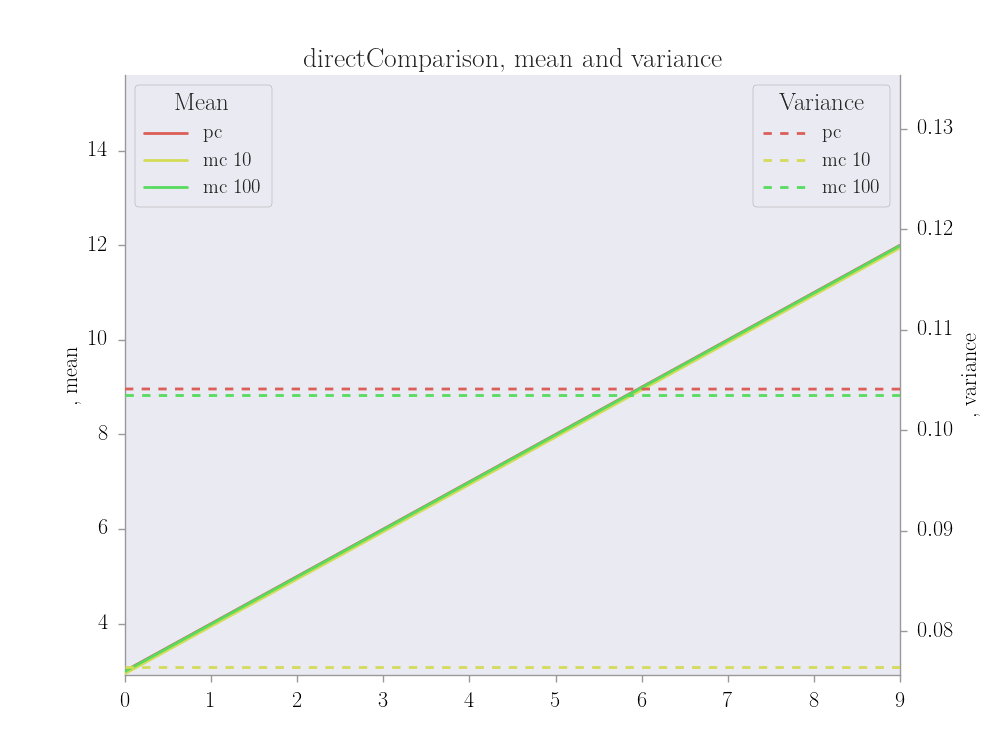 directComparison, mean and variance
Mean
pc
mc 10
mc 100
Variance
pc
mc 10
mc 100
14
12
10
8
6
4
, mean
0.13
0.12
0.11
0.10
0.09
0.08
, variance
0 1 2 3 4 5 6 7 8 9